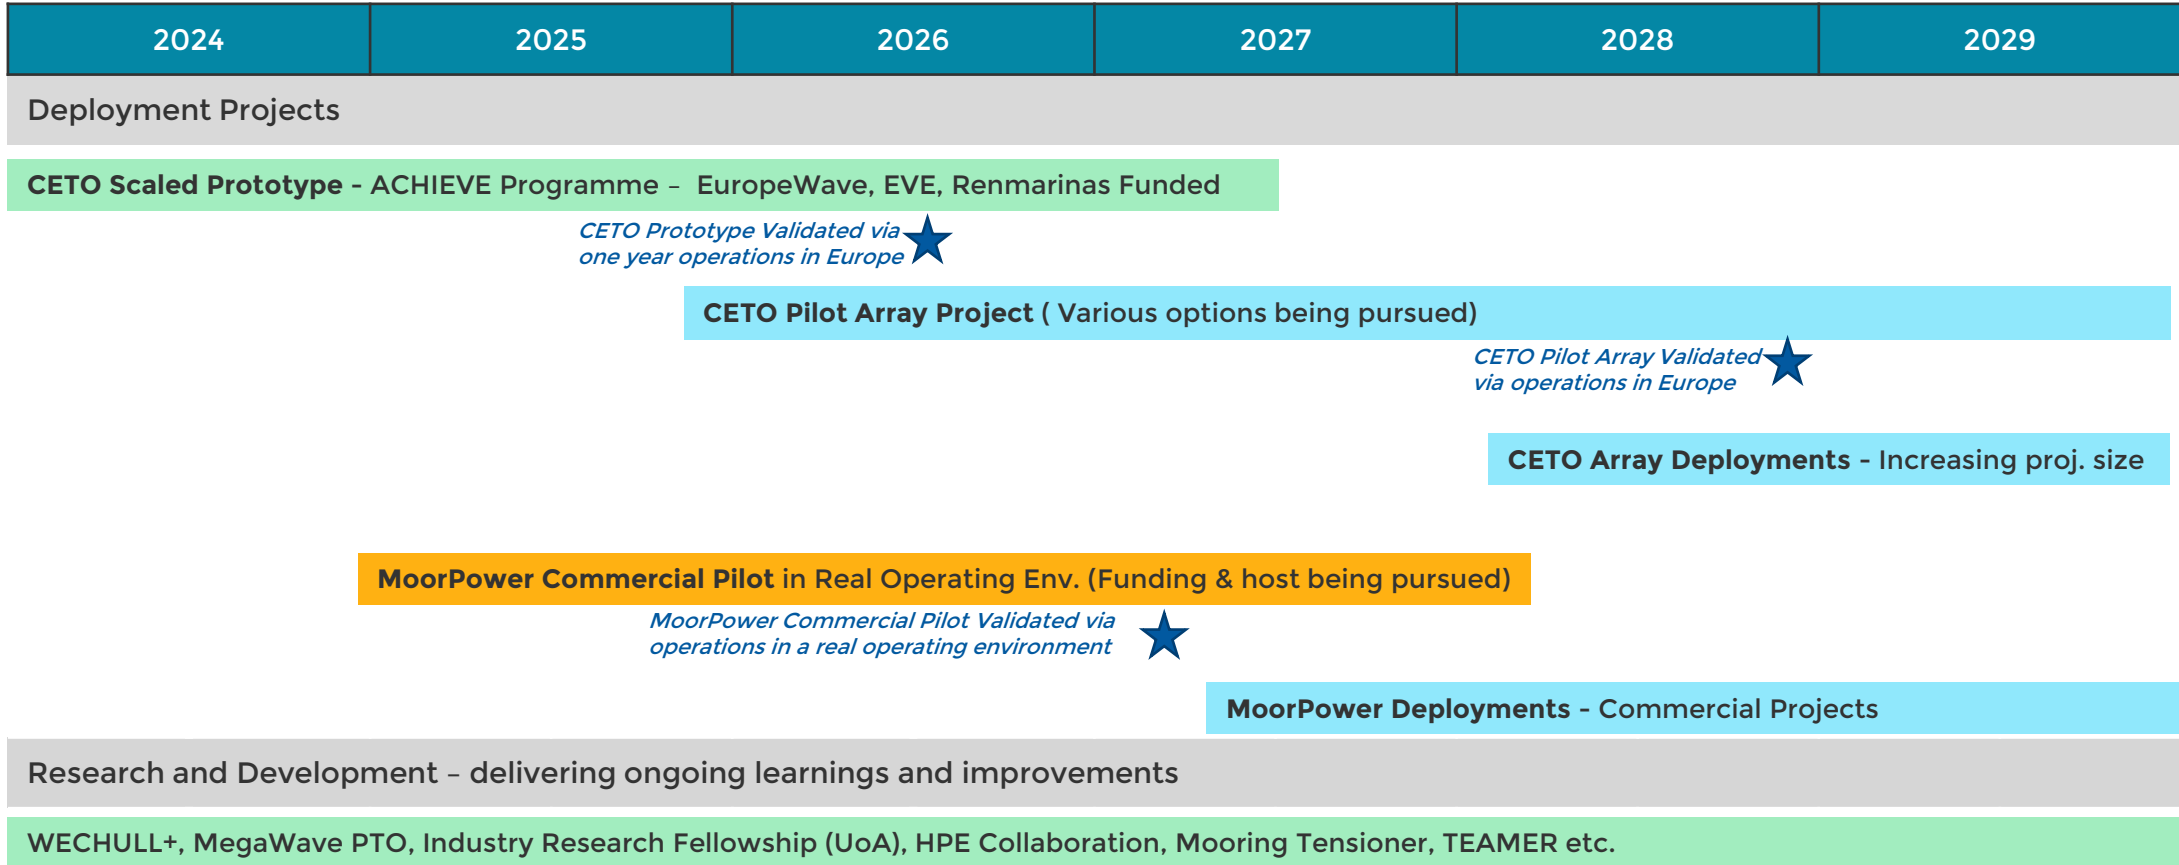 2024 2025 2026 2027 2028 2029
Deployment Projects
CETO Scaled Prototype - ACHIEVE Programme – EuropeWave, EVE, Renmarinas Funded
CETO Prototype Validated via
one year operations in Europe
CETO Pilot Array Project ( Various options being pursued)
CETO Pilot Array Validated
via operations in Europe
CETO Array Deployments - Increasing proj. size
MoorPower Commercial Pilot in Real Operating Env. (Funding & host being pursued)
MoorPower Commercial Pilot Validated via
operations in a real operating environment
MoorPower Deployments - Commercial Projects
Research and Development – delivering ongoing learnings and improvements
WECHULL+, MegaWave PTO, Industry Research Fellowship (UoA), HPE Collaboration, Mooring Tensioner, TEAMER etc.